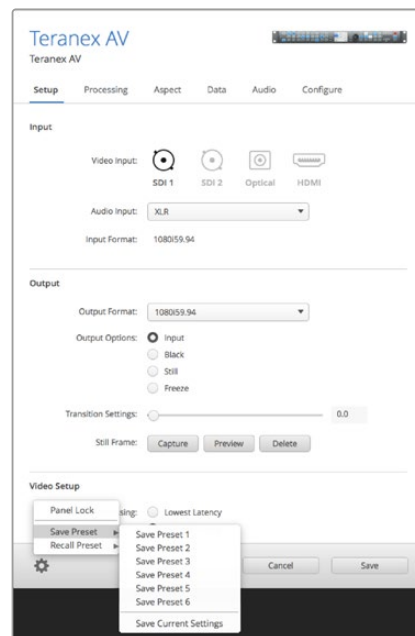 Teranex AV
Teranex AV
Setup Processing Aspect Data Audio Configure
Input
Video Input:
SDI 1 SDI 2 Optical HDMI
Audio Input: XLR
Input Format: 1080i59.94
Output
Output Format: 1080i59.94
Output Options: Input
Black
Still
Freeze
Transition Settings: 0.0
Still Frame: Capture Preview Delete
Video Setup
Panel Lock
sing: Lowest Latency
Save Preset
Recall Preset
Save Preset 1
Save Preset 2
Save Preset 3
Save Preset 4
Save Preset 5
Save Preset 6
Save Current Settings
Cancel Save